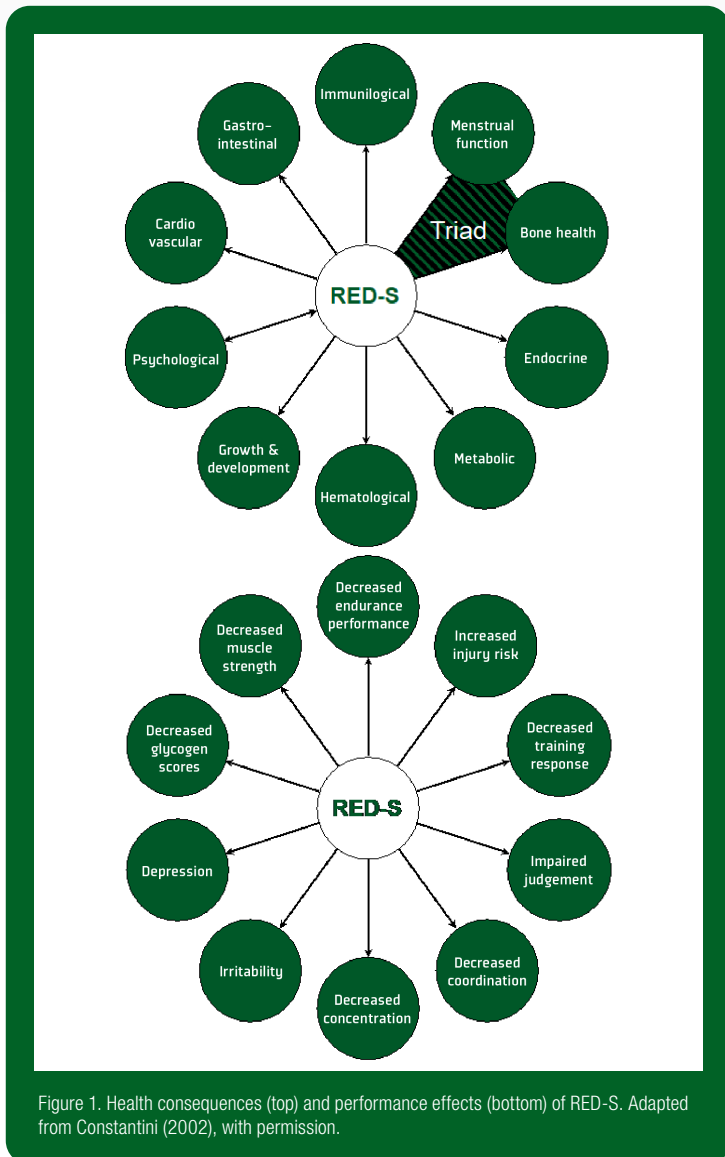 Immunilogical
Menstrual
function
Triad
Bone health
Endocrine
Metabolic
Hematological
Growth &
development
Psychological
Cardio
vascular
Gastro-
intestinal
RED-S
Decreased
endurance
performance
Increased
injury risk
Decreased
training
response
Impaired
judgement
Decreased
coordination
Decreased
concentration
Irritability
Depression
Decreased
glycogen
scores
Decreased
muscle
strength
RED-S
Figure 1. Health consequences (top) and performance effects (bottom) of RED-S. Adapted
from Constantini (2002), with permission.